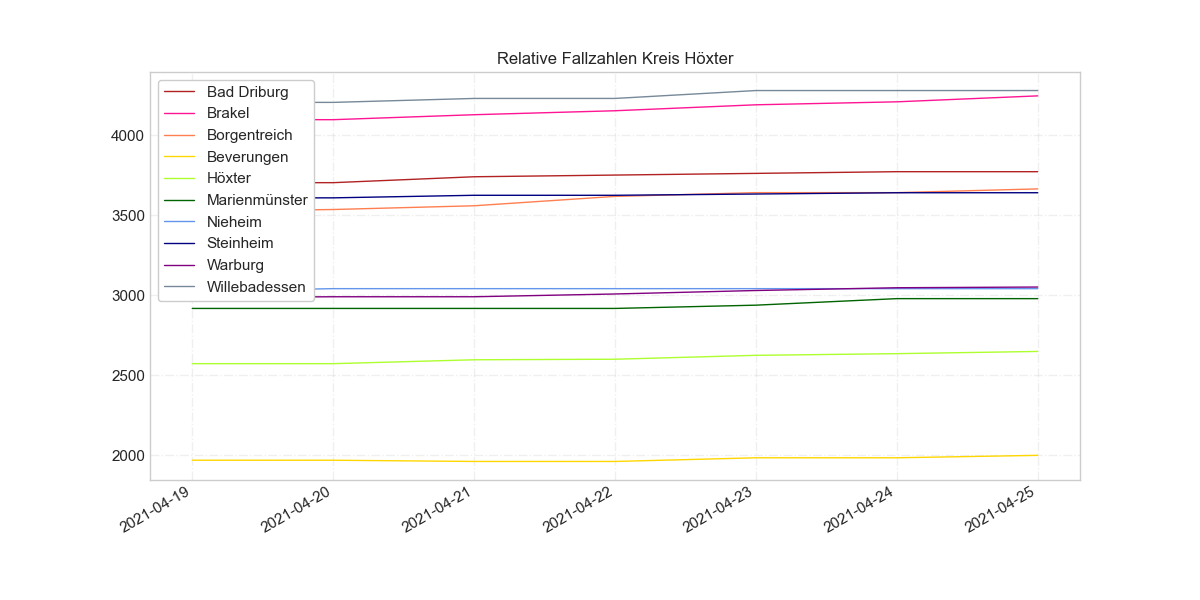 Relative Fallzahlen Kreis Höxter
Bad Driburg
Brakel
Borgentreich
Beverungen
Höxter
Marienmünster
Nieheim
Steinheim
Warburg
Willebadessen
4000
3500
3000
2500
2000
2021-04-19
2021-04-20
2021-04-21
2021-04-22
2021-04-23
2021-04-24
2021-04-25